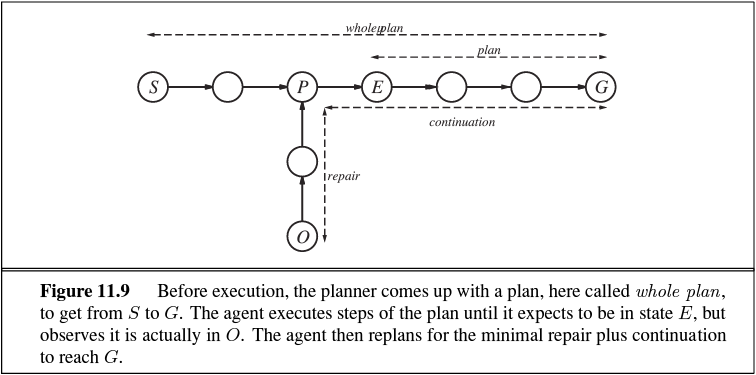 whole plan
plan
S
P
E
G
continuation
repair
O
Figure 11.9 Before execution, the planner comes up with a plan, here called whole plan,
to get from S to G. The agent executes steps of the plan until it expects to be in state E, but
observes it is actually in O. The agent then replans for the minimal repair plus continuation
to reach G.